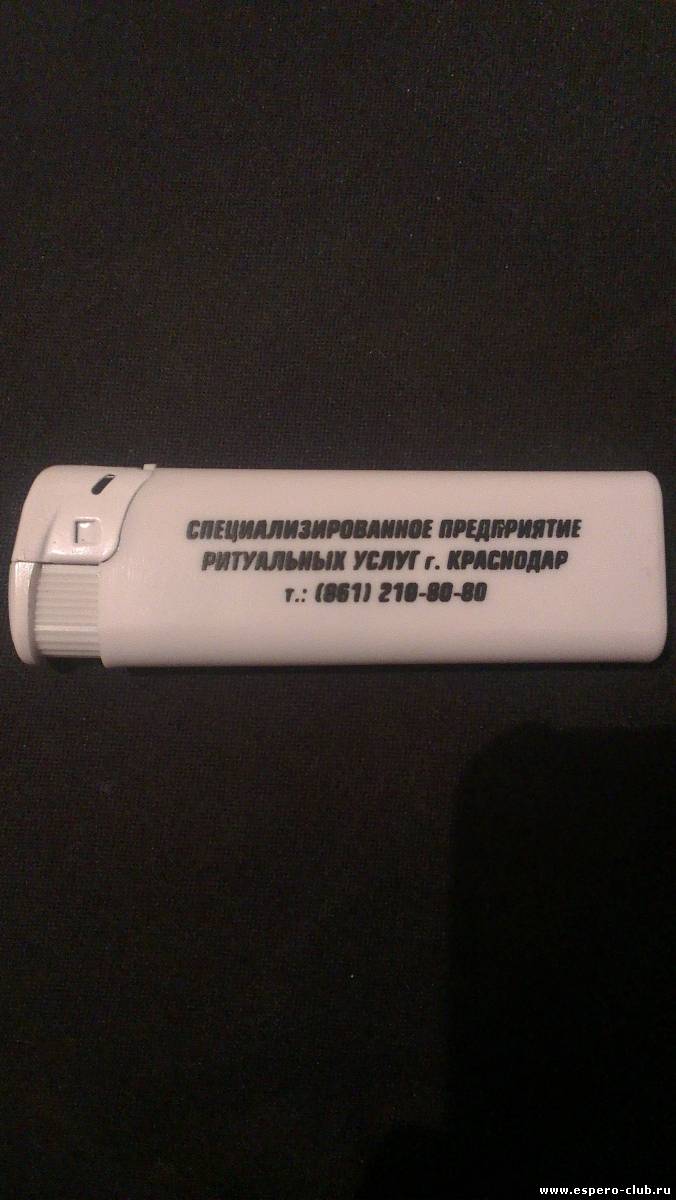 СПЕЦИАЛИЗИРОВАННОЕ ПРЕДПРИЯТИЕ
РИТУАЛЬНЫХ УСЛУГ г. КРАСНОДАР
т.: (861) 210-80-80
www.espero-club.ru